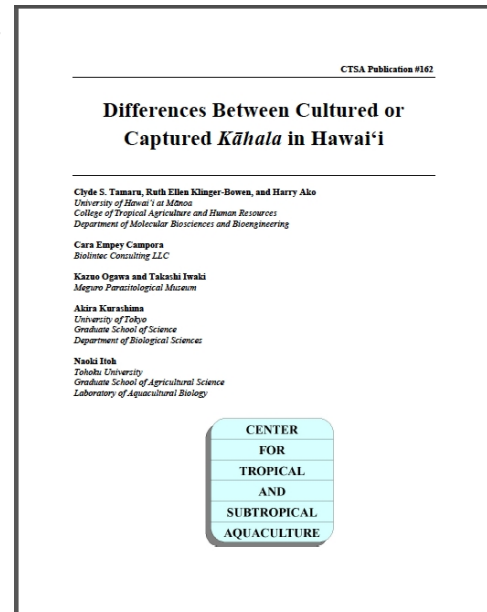 CTSA Publication #162
Differences Between Cultured or
Captured Kāhala in Hawai‘i
Clyde S. Tamaru, Ruth Ellen Klinger-Bowen, and Harry Ako
University of Hawai‘i at Mānoa
College of Tropical Agriculture and Human Resources
Department of Molecular Biosciences and Bioengineering
Cara Empey Campora
Biolintec Consulting LLC
Kazuo Ogawa and Takashi Iwaki
Meguro Parasitological Museum
Akira Kurashima
University of Tokyo
Graduate School of Science
Department of Biological Sciences
Naoki Itoh
Tohoku University
Graduate School of Agricultural Science
Laboratory of Aquacultural Biology
CENTER
FOR
TROPICAL
AND
SUBTROPICAL
AQUACULTURE